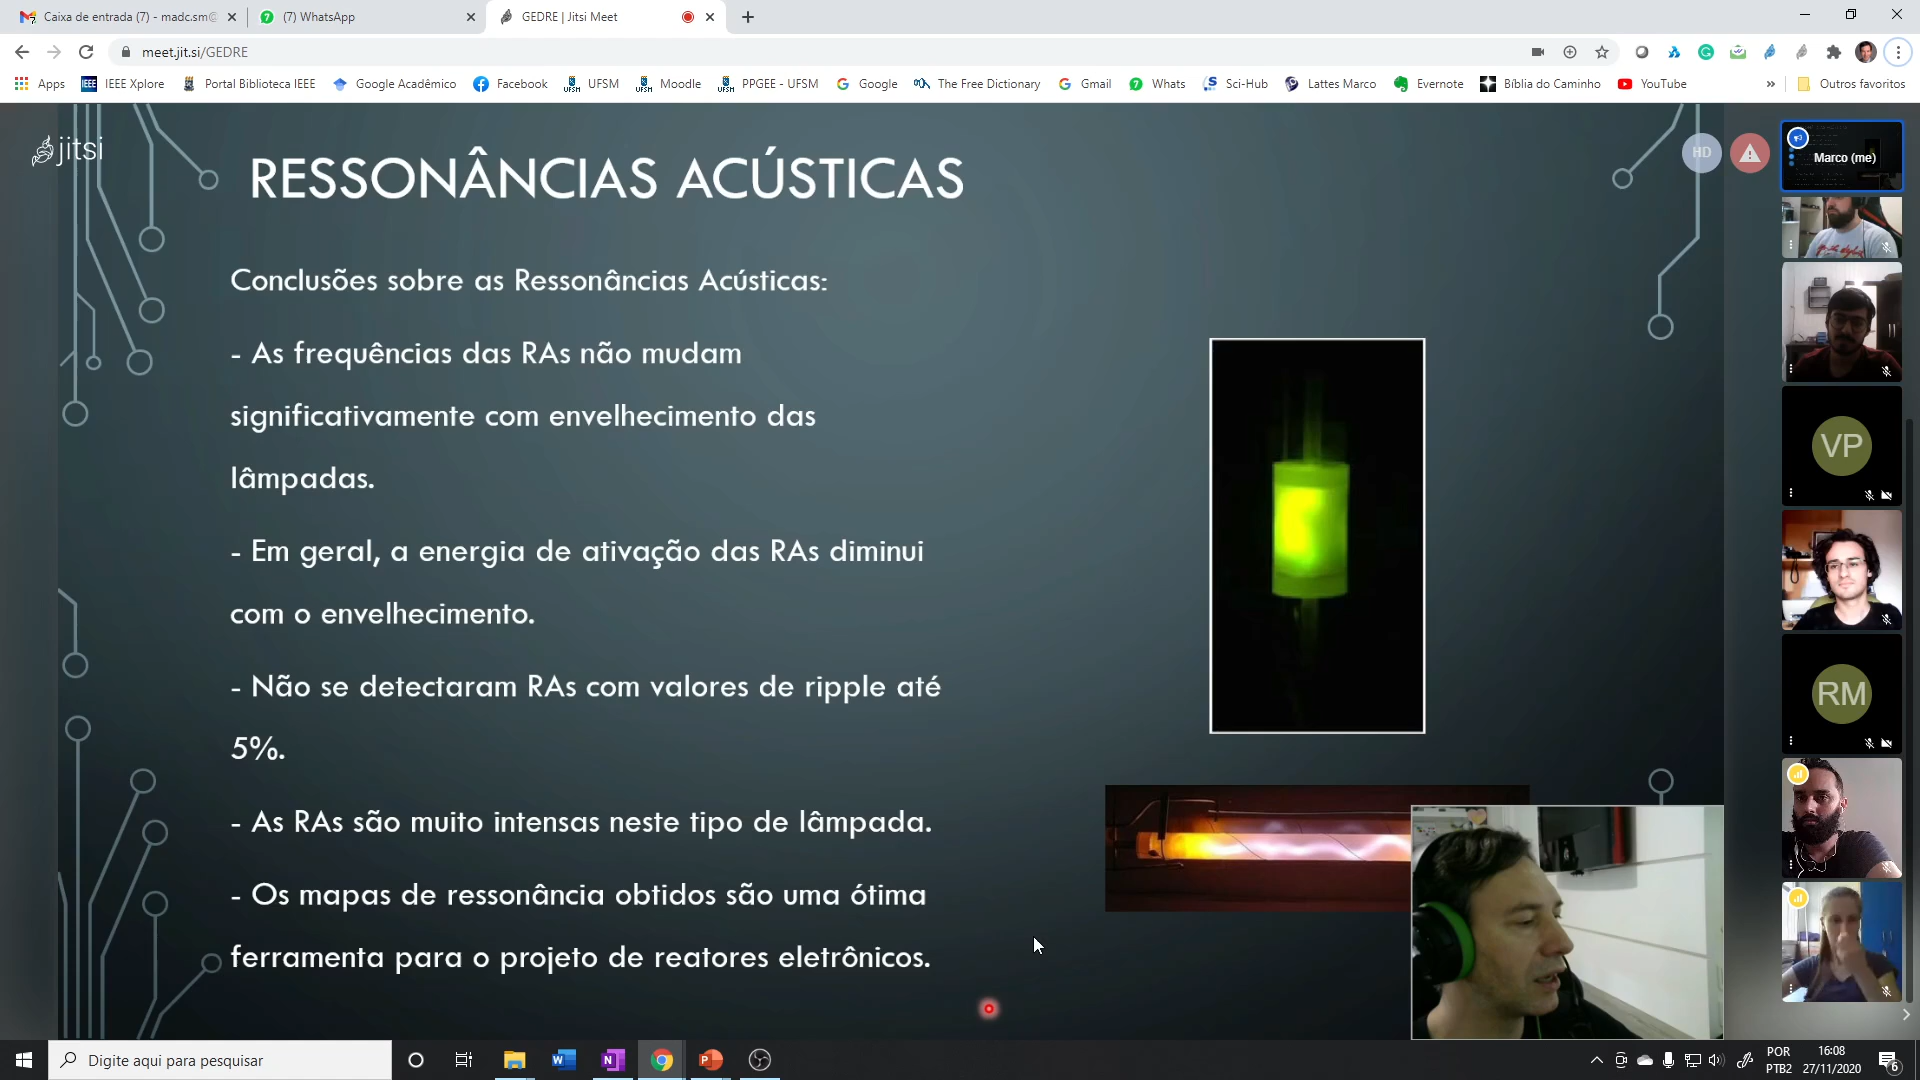 Caixa de entrada (7) - madc.sm@
(7) WhatsApp
GEDRE | Jitsi Meet
meet.jit.si/GEDRE
Apps
IEEE Xplore
Portal Biblioteca IEEE
Google Acadêmico
Facebook
UFSM
Moodle
PPGEE - UFSM
Google
The Free Dictionary
Gmail
Whats
Sci-Hub
Lattes Marco
Evernote
Bíblia do Caminho
YouTube
Outros favoritos
jitsi
HD
Marco (me)
RESSONÂNCIAS ACÚSTICAS
Conclusões sobre as Ressonâncias Acústicas:
- As frequências das RAs não mudam
significativamente com envelhecimento das
lâmpadas.
- Em geral, a energia de ativação das RAs diminui
com o envelhecimento.
- Não se detectaram RAs com valores de ripple até
5%.
- As RAs são muito intensas neste tipo de lâmpada.
- Os mapas de ressonância obtidos são uma ótima
ferramenta para o projeto de reatores eletrônicos.
VP
RM
Digite aqui para pesquisar
POR
PTB2
16:08
27/11/2020
6